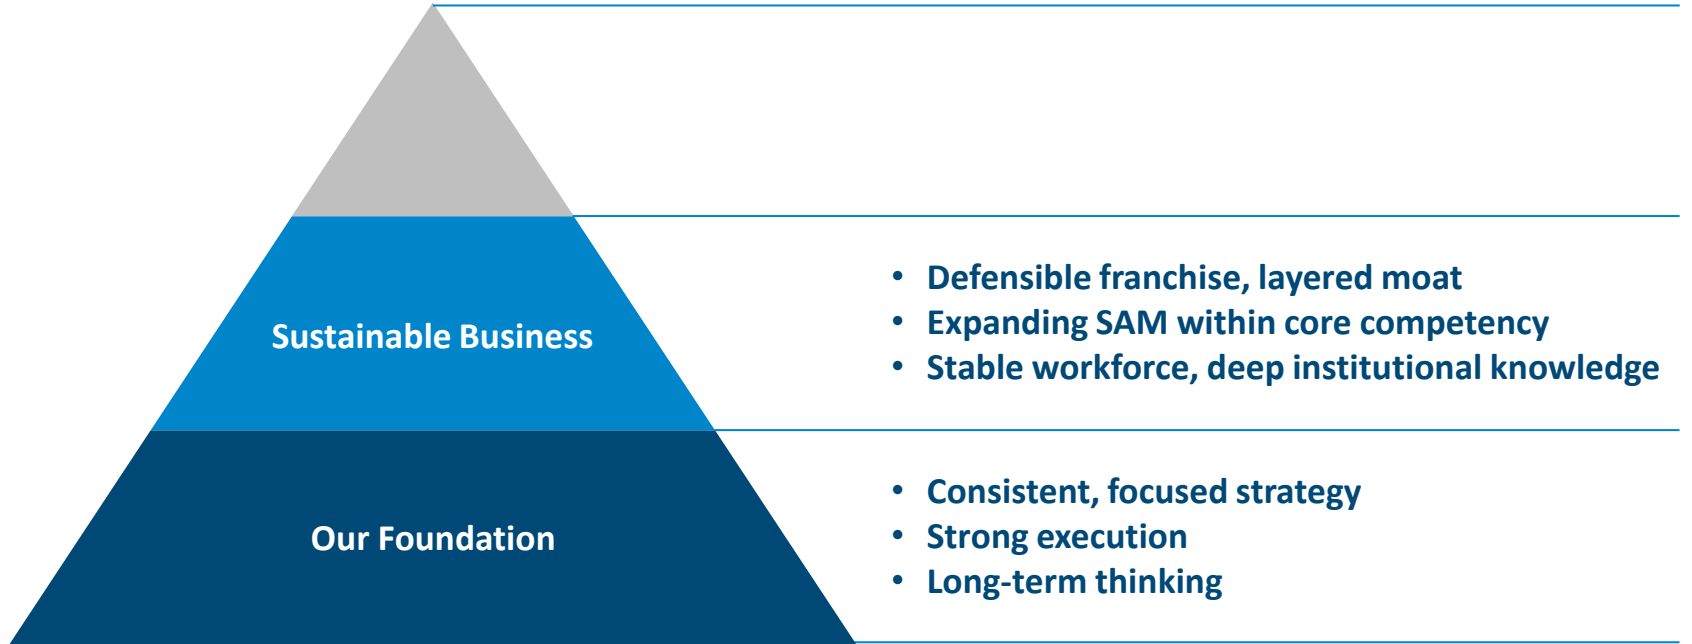 Sustainable Business
• Defensible franchise, layered moat
• Expanding SAM within core competency
• Stable workforce, deep institutional knowledge
Our Foundation
• Consistent, focused strategy
• Strong execution
• Long-term thinking